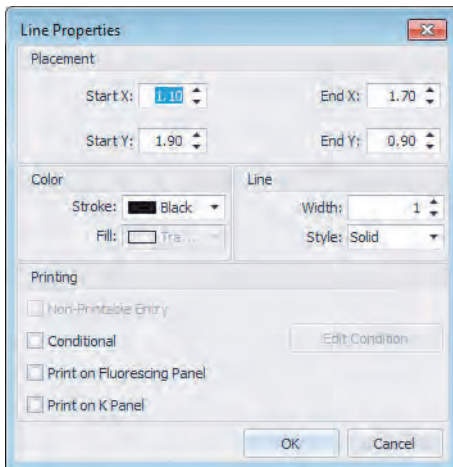 Line Properties
Placement
Start X: 1.10 End X: 1.70
Start Y: 1.90 End Y: 0.90
Color Line
Stroke: Black Width: 1
Fill: Tra... Style: Solid
Printing
Non-Printable Entry
Conditional Edit Condition
Print on Fluorescing Panel
Print on K Panel
OK Cancel